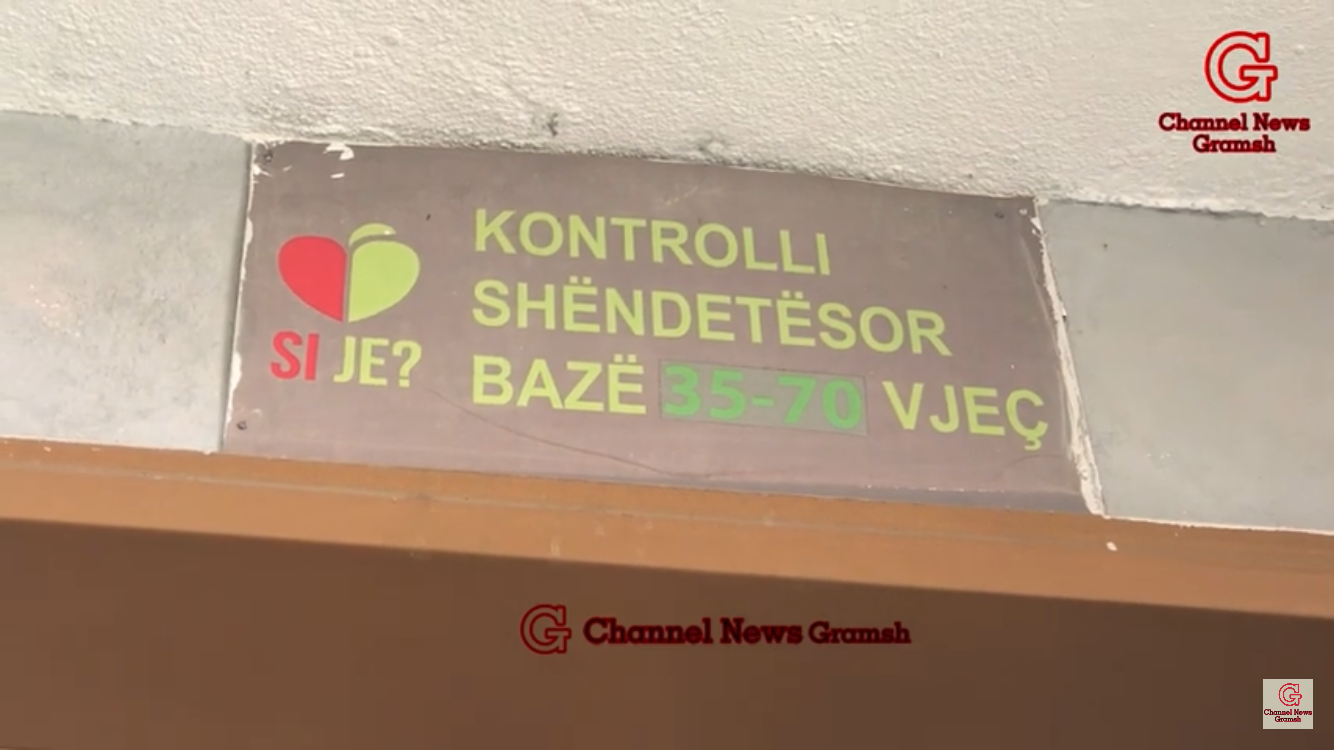 G
Channel News
Gramsh
KONTROLLI
SHËNDETËSOR
BAZË 35-70 VJEÇ
SI JE?
G Channel News Gramsh
G
Channel News
Gramsh